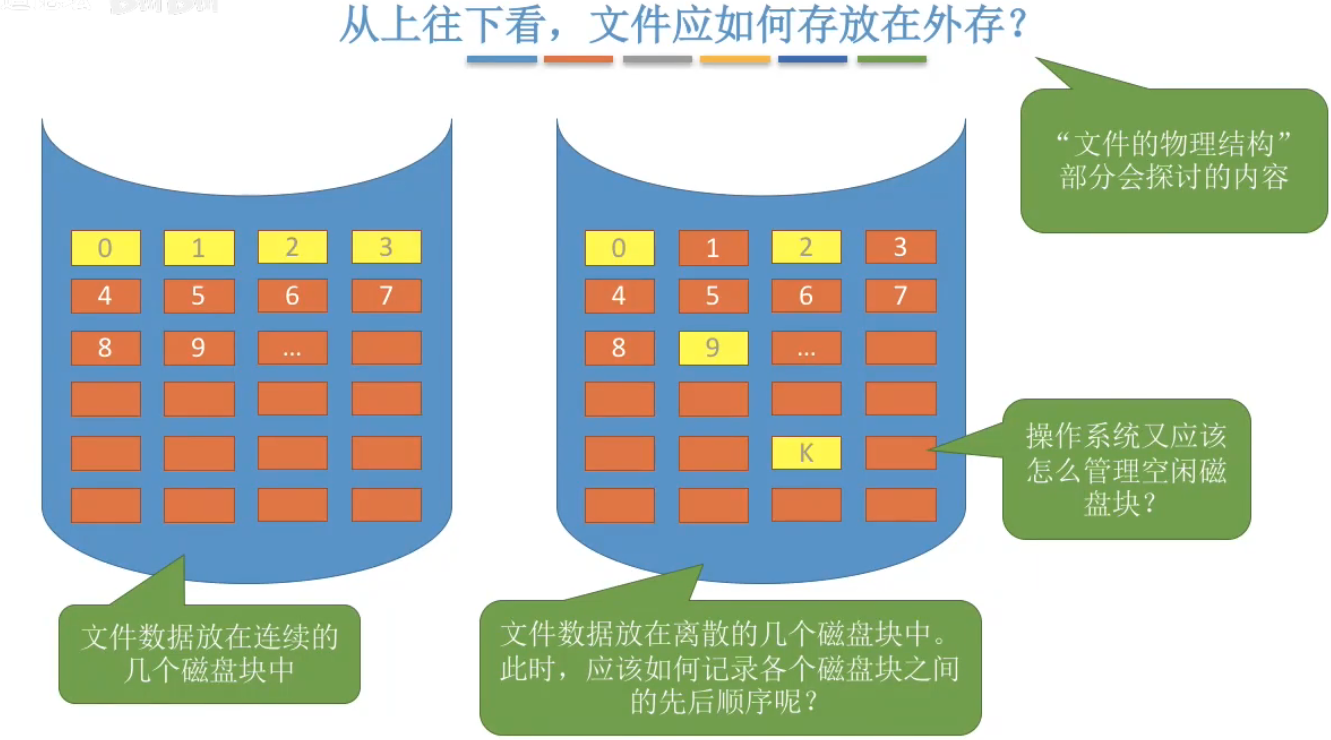 从上往下看，文件应如何存放在外存？
“文件的物理结构”
部分会探讨的内容
0 1 2 3
4 5 6 7
8 9 ...
0 1 2 3
4 5 6 7
8 9 ...
K
操作系统又应该
怎么管理空闲磁
盘块？
文件数据放在连续的
几个磁盘块中
文件数据放在离散的几个磁盘块中。
此时，应该如何记录各个磁盘块之间
的先后顺序呢？